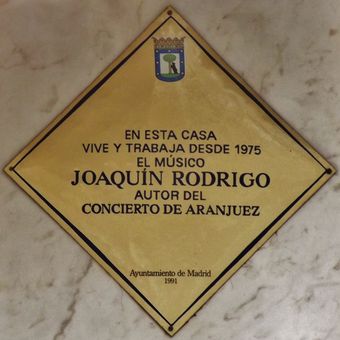 EN ESTA CASA
VIVE Y TRABAJA DESDE 1975
EL MÚSICO
JOAQUÍN RODRIGO
AUTOR DEL
CONCIERTO DE ARANJUEZ
Ayuntamiento de Madrid
1991